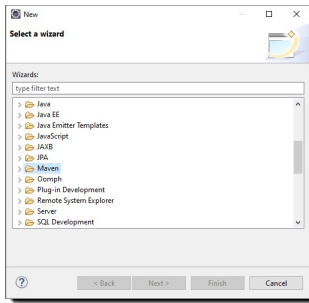 New
Select a wizard
Wizards:
type filter text
Java
Java EE
Java Emitter Templates
JavaScript
JAXB
JPA
Maven
Oomph
Plug-in Development
Remote System Explorer
Server
SQL Development
? < Back Next > Finish Cancel